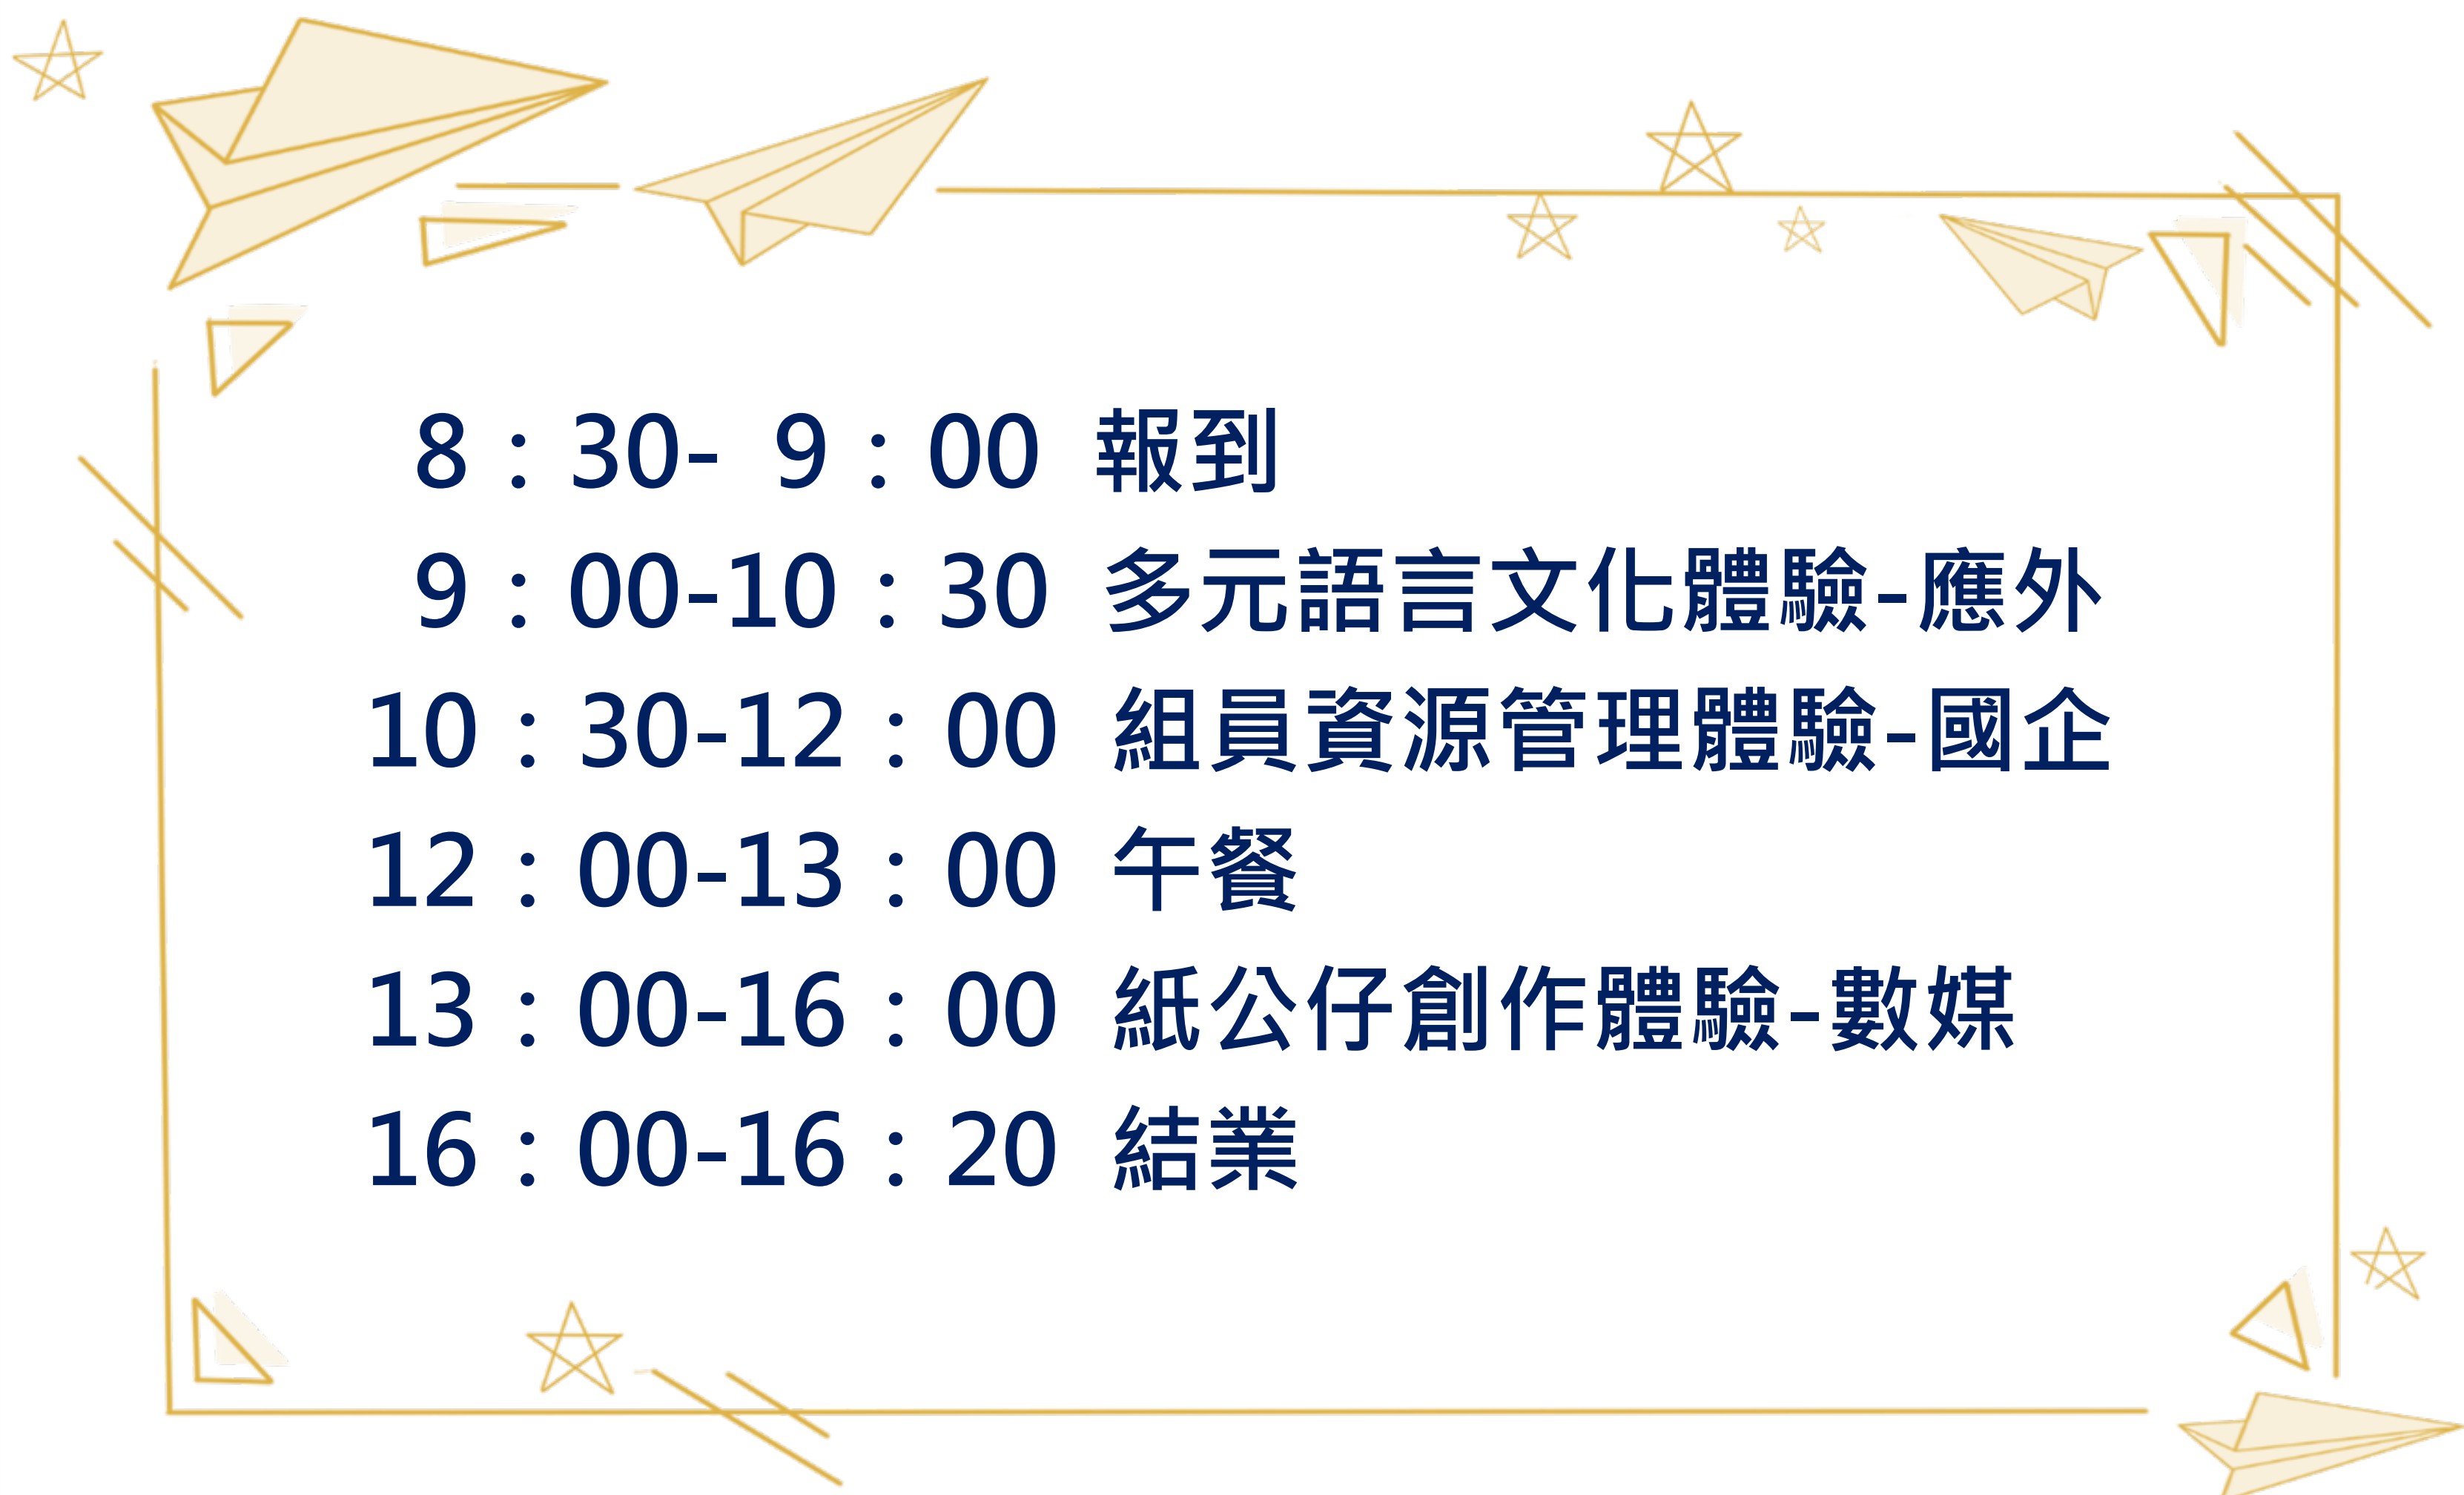 8：30- 9：00 報到
9：00-10：30 多元語言文化體驗-應外
10：30-12：00 組員資源管理體驗-國企
12：00-13：00 午餐
13：00-16：00 紙公仔創作體驗-數媒
16：00-16：20 結業